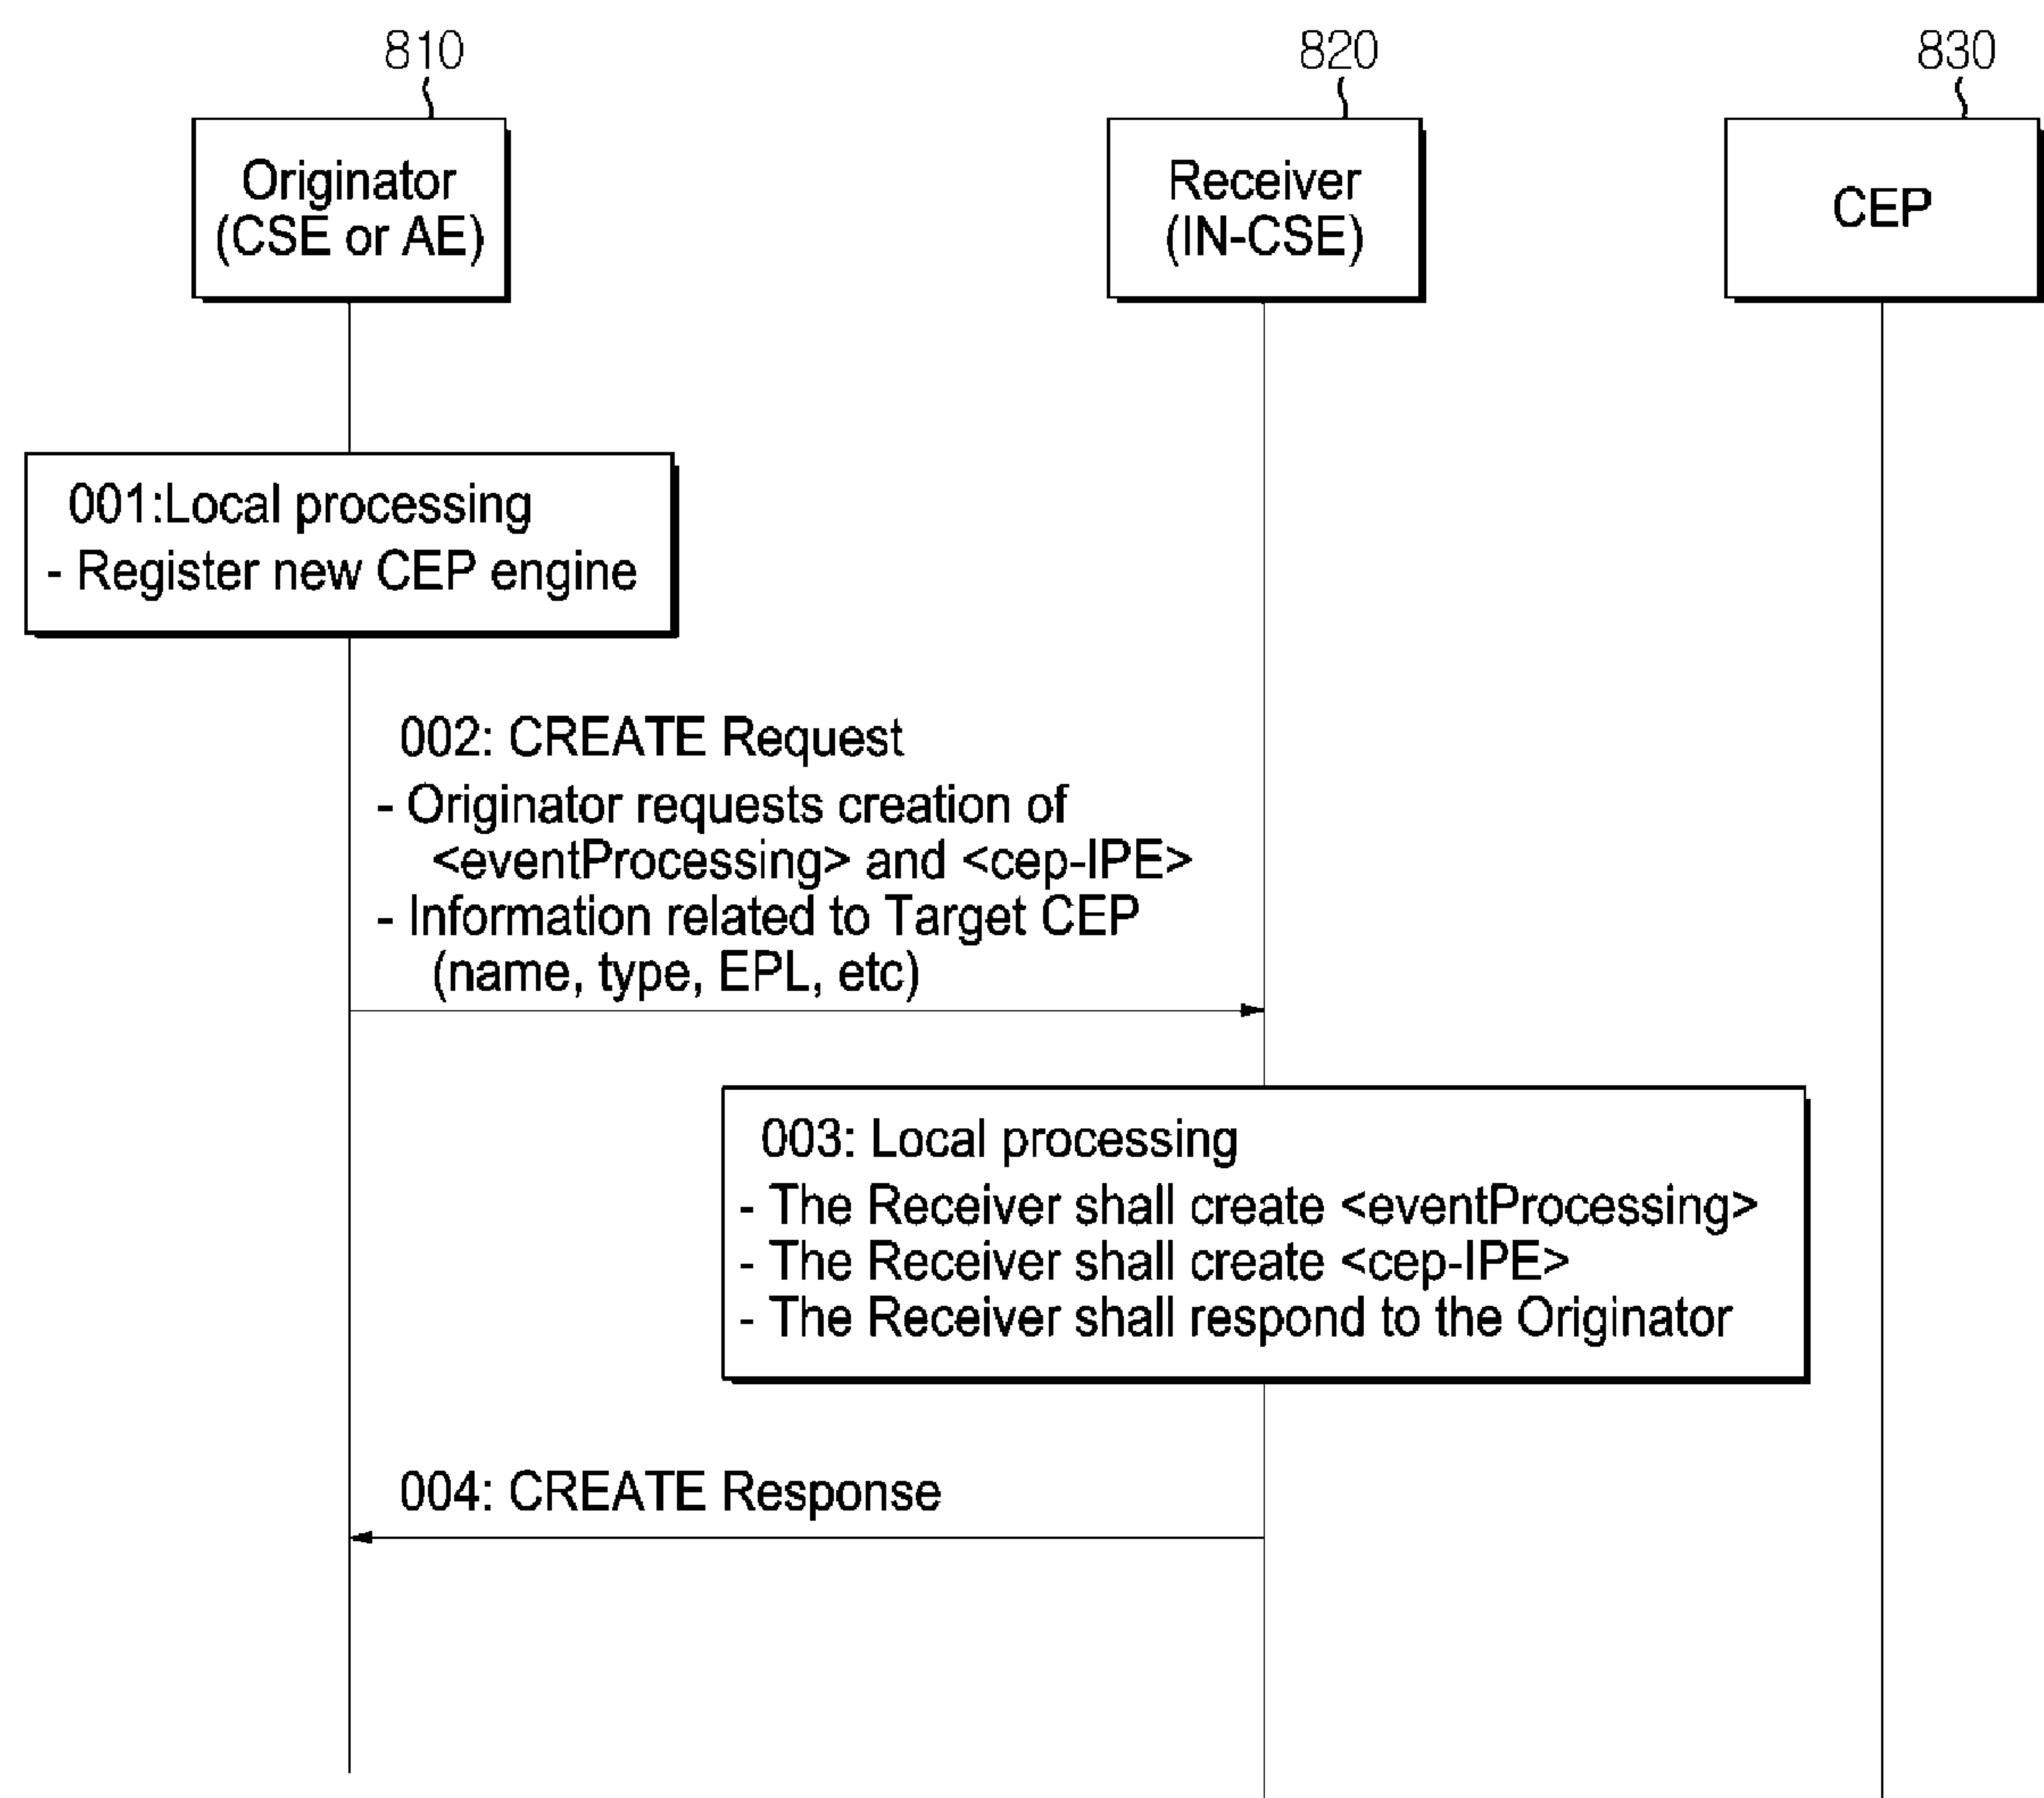 810
820
830
Originator
(CSE or AE)
Receiver
(IN-CSE)
CEP
001:Local processing
- Register new CEP engine
002: CREATE Request
- Originator requests creation of
<eventProcessing> and <cep-IPE>
- Information related to Target CEP
(name, type, EPL, etc)
003: Local processing
- The Receiver shall create <eventProcessing>
- The Receiver shall create <cep-IPE>
- The Receiver shall respond to the Originator
004: CREATE Response